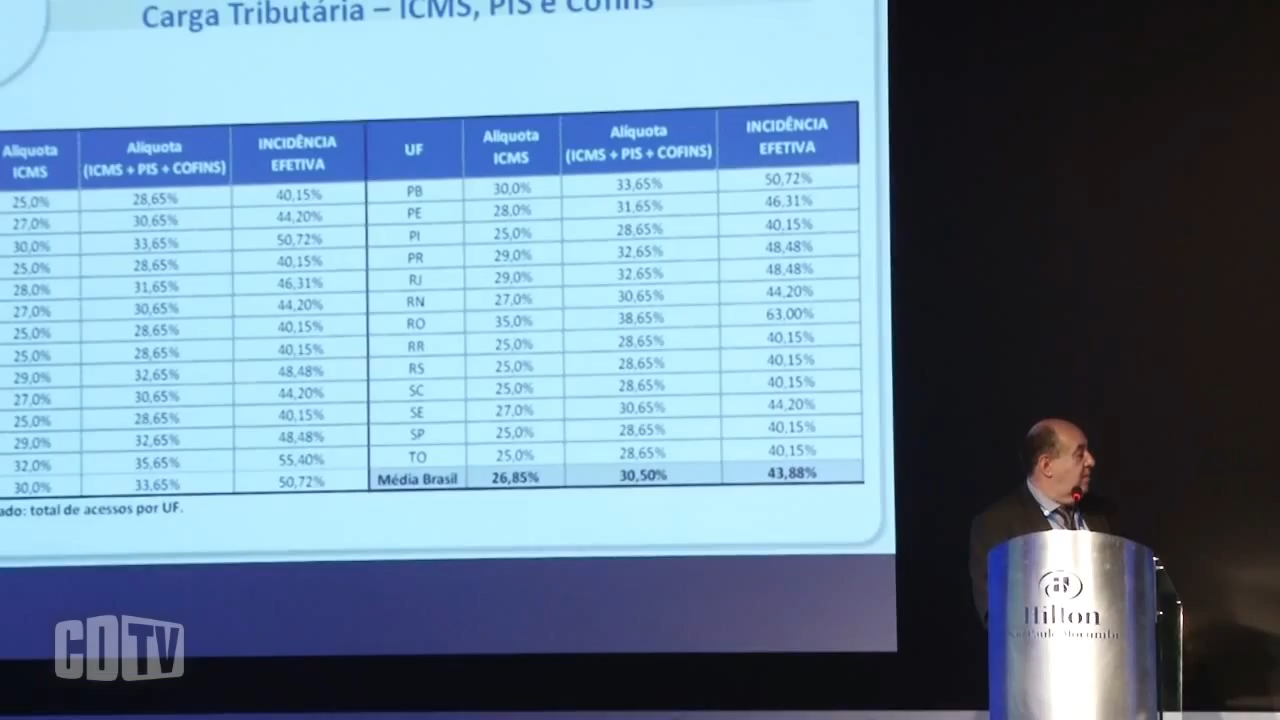 Carga Tributária – ICMS, PIS e Cofins
Alíquota ICMS Alíquota (ICMS + PIS + COFINS) INCIDÊNCIA EFETIVA UF Alíquota ICMS Alíquota (ICMS + PIS + COFINS) INCIDÊNCIA EFETIVA
25,0% 28,65% 40,15% PB 30,0% 33,65% 50,72%
27,0% 30,65% 44,20% PE 28,0% 31,65% 46,31%
30,0% 33,65% 50,72% PI 25,0% 28,65% 40,15%
25,0% 28,65% 40,15% PR 29,0% 32,65% 48,48%
28,0% 31,65% 46,31% RJ 29,0% 32,65% 48,48%
27,0% 30,65% 44,20% RN 27,0% 30,65% 44,20%
25,0% 28,65% 40,15% RO 35,0% 38,65% 63,00%
25,0% 28,65% 40,15% RR 25,0% 28,65% 40,15%
29,0% 32,65% 48,48% RS 25,0% 28,65% 40,15%
27,0% 30,65% 44,20% SC 25,0% 28,65% 40,15%
25,0% 28,65% 40,15% SE 27,0% 30,65% 44,20%
29,0% 32,65% 48,48% SP 25,0% 28,65% 40,15%
32,0% 35,65% 55,40% TO 25,0% 28,65% 40,15%
30,0% 33,65% 50,72% Média Brasil 26,85% 30,50% 43,88%
ado: total de acessos por UF.
CDTV
Hilton
São Paulo Morumbi